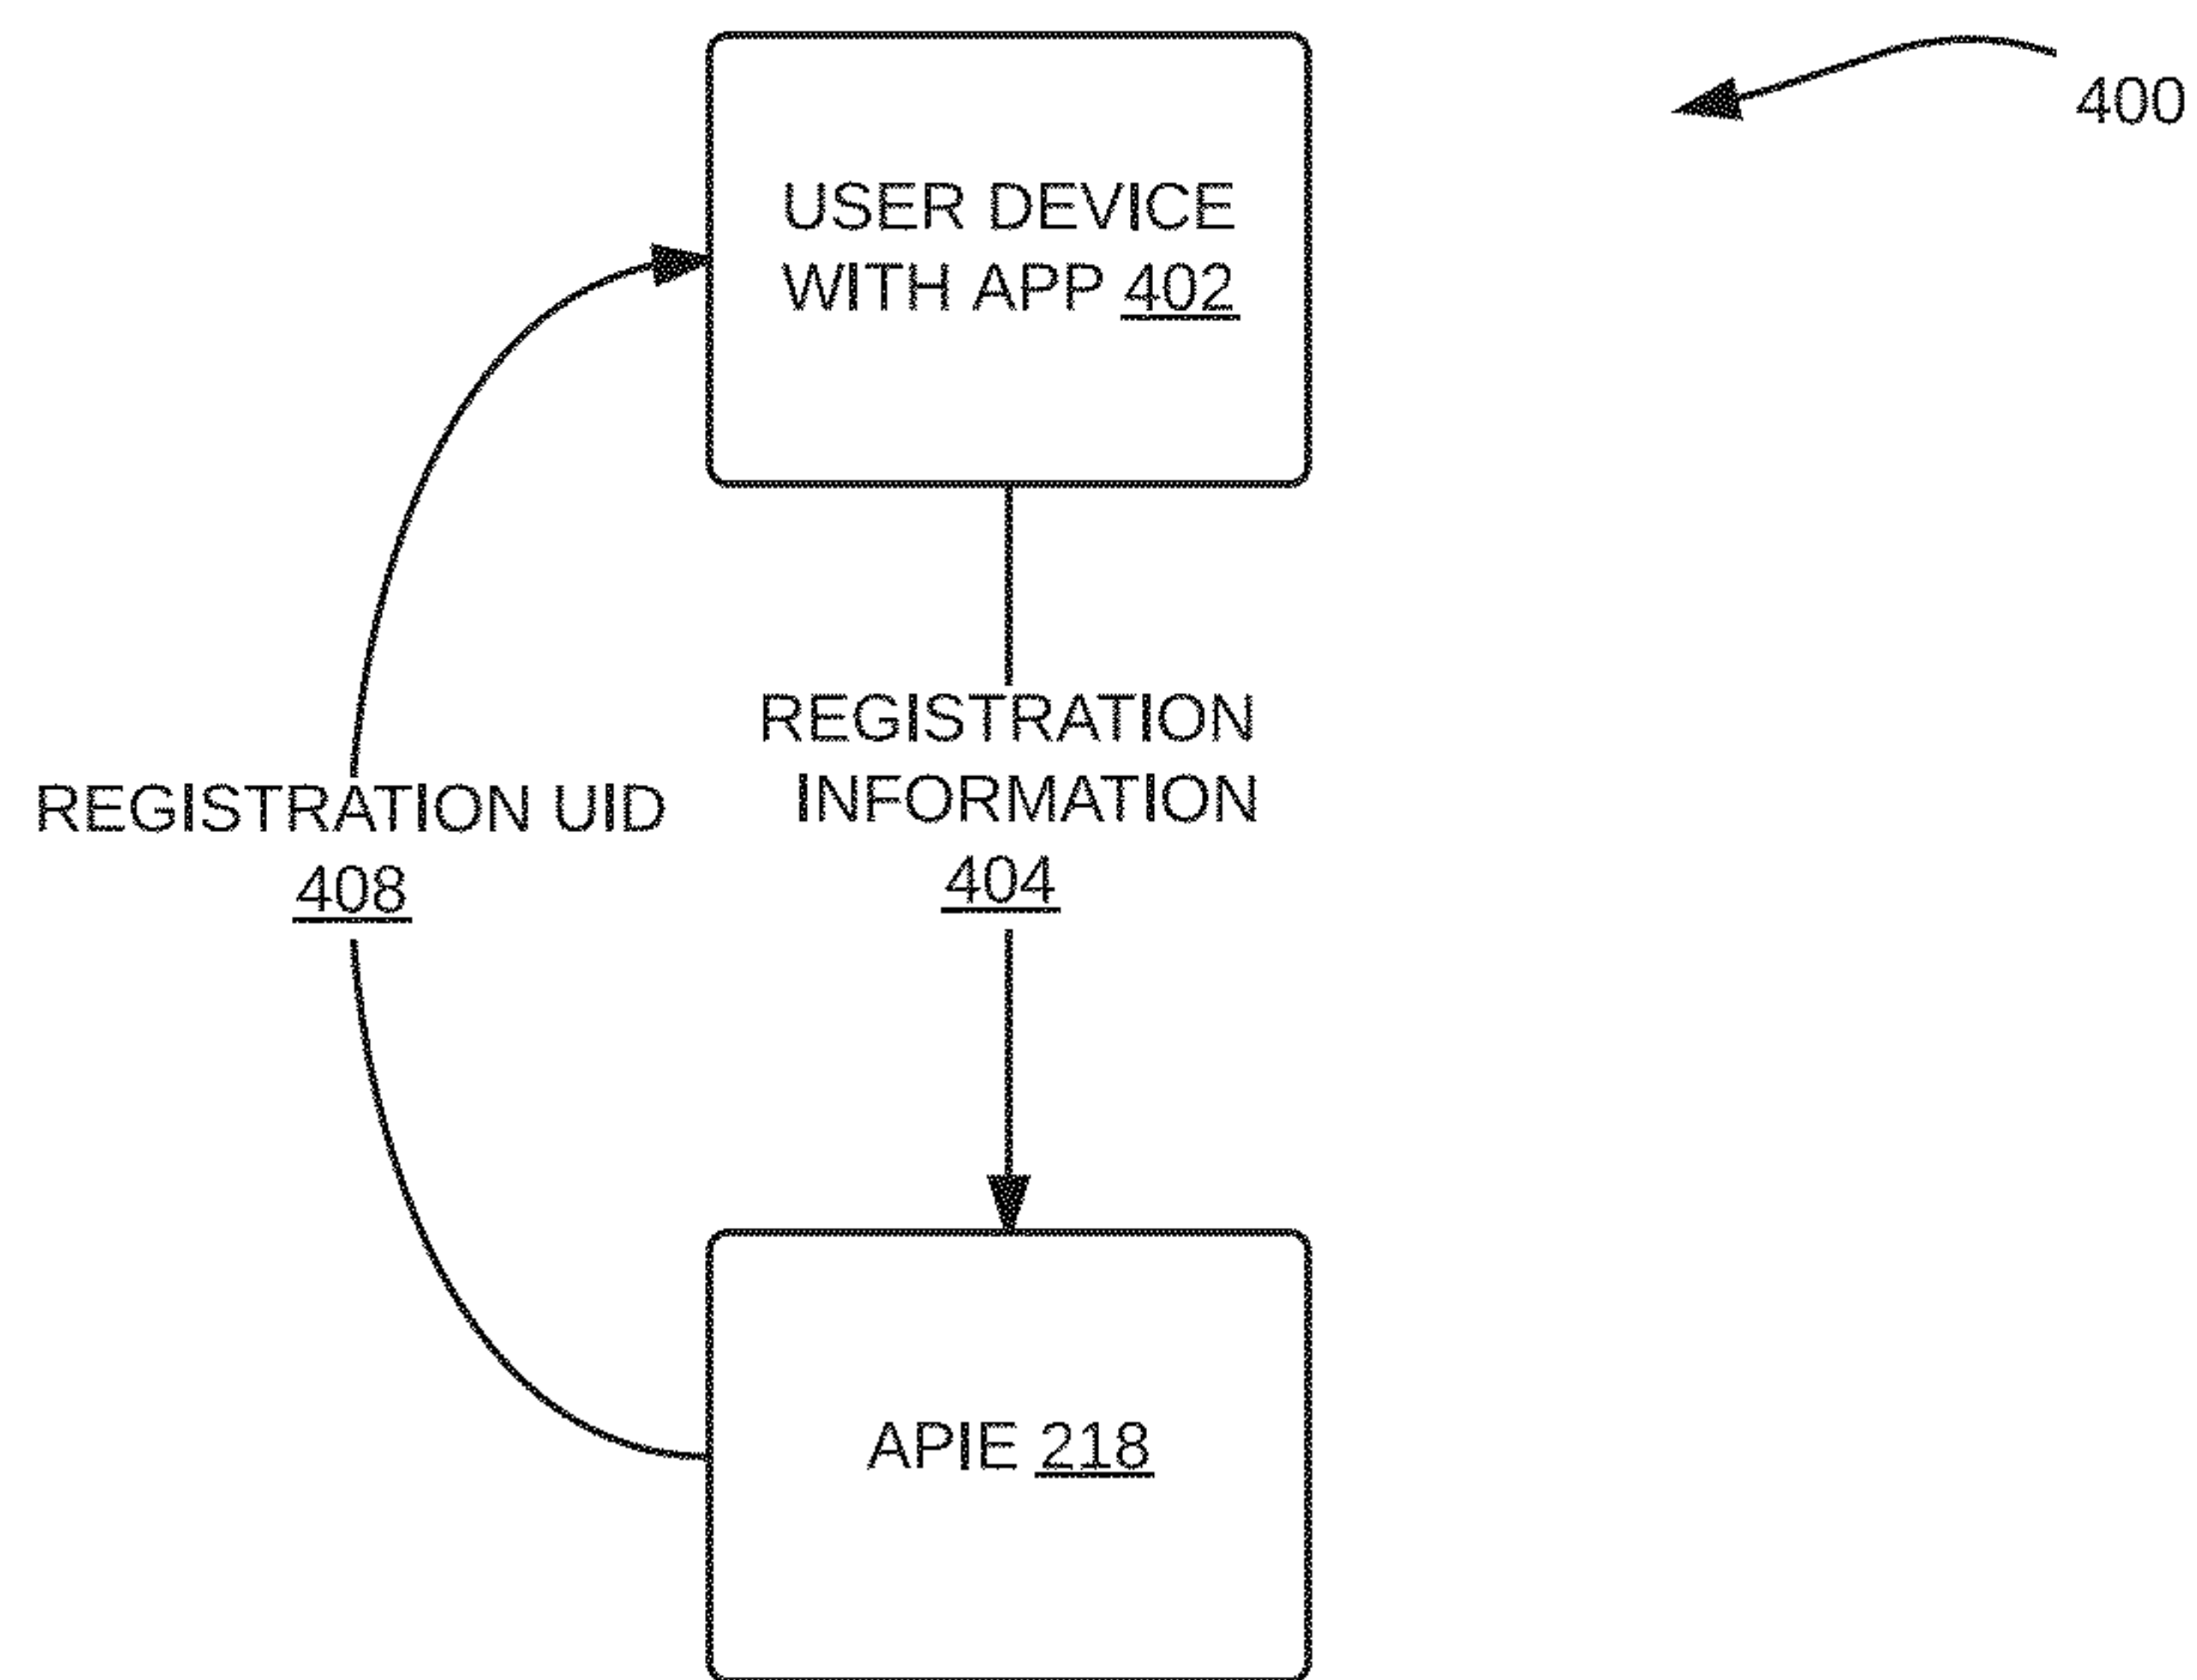 400
USER DEVICE
WITH APP 402
REGISTRATION
INFORMATION
404
REGISTRATION UID
408
APIE 218